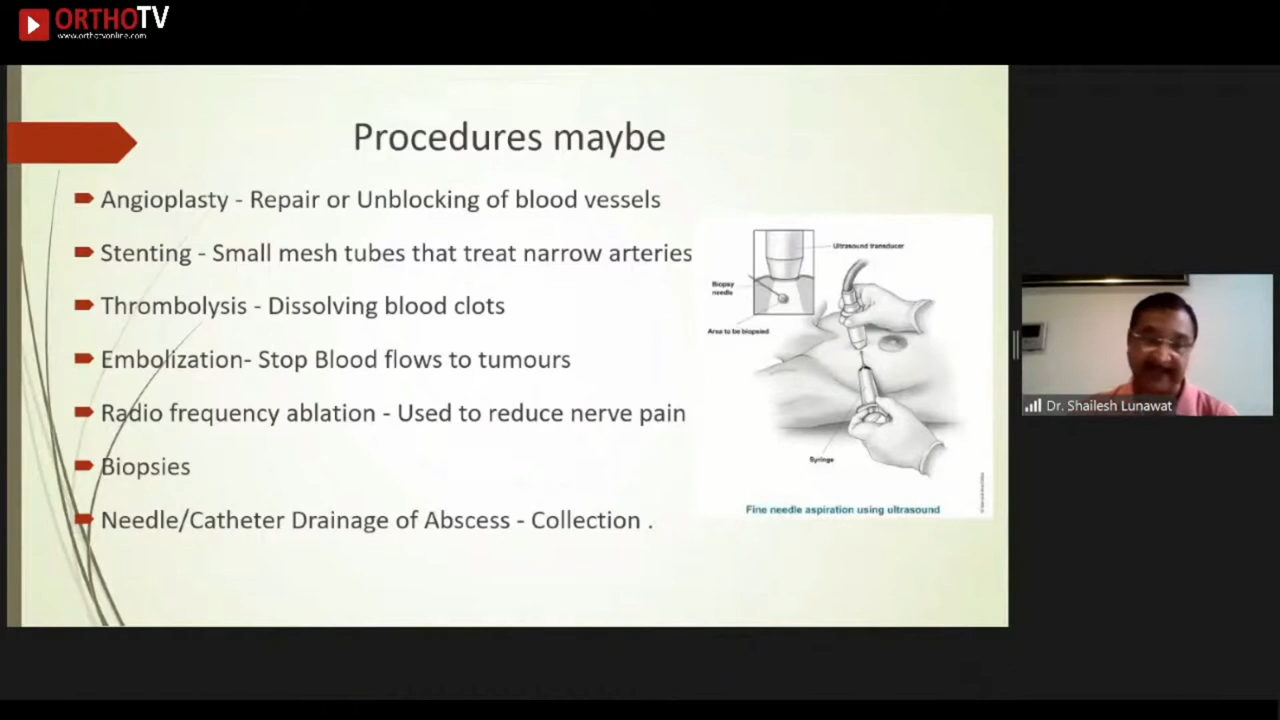 ORTHOTV
www.orthotvonline.com
Procedures maybe
Angioplasty - Repair or Unblocking of blood vessels
Stenting - Small mesh tubes that treat narrow arteries
Thrombolysis - Dissolving blood clots
Embolization- Stop Blood flows to tumours
Radio frequency ablation - Used to reduce nerve pain
Biopsies
Needle/Catheter Drainage of Abscess - Collection .
Ultrasound transducer
Biopsy
needle
Area to be biopsied
Syringe
Fine needle aspiration using ultrasound
Dr. Shailesh Lunawat